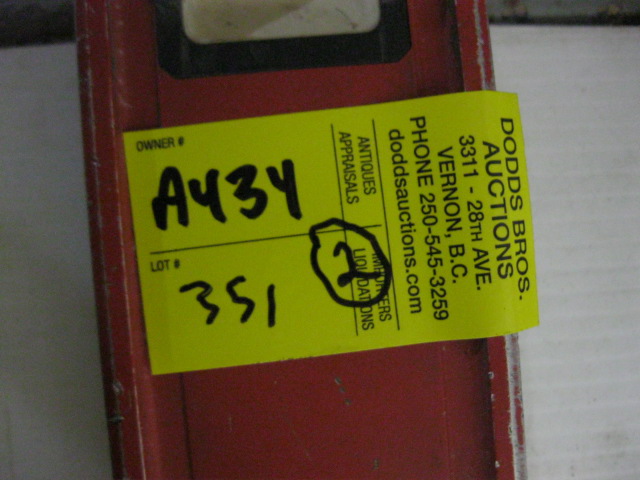 DODDS BROS.
AUCTIONS
3311 - 28TH AVE.
VERNON, B.C.
PHONE 250-545-3259
doddsauctions.com
ANTIQUES
APPRAISALS
LIQUIDATIONS
OWNER #
A434
LOT #
351
2